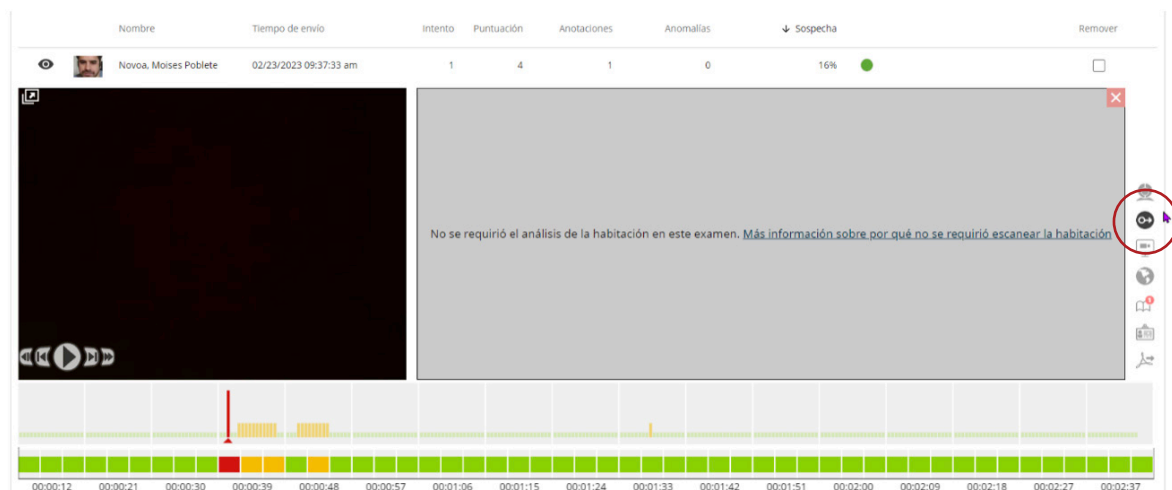 Nombre Tiempo de envío Intento Puntuación Anotaciones Anomalías ↓ Sospecha Remover
Novoa, Moises Poblete 02/23/2023 09:37:33 am 1 4 1 0 16%
No se requirió el análisis de la habitación en este examen. Más información sobre por qué no se requirió escanear la habitación
00:00:12 00:00:21 00:00:30 00:00:39 00:00:48 00:00:57 00:01:06 00:01:15 00:01:24 00:01:33 00:01:42 00:01:51 00:02:00 00:02:09 00:02:18 00:02:27 00:02:37